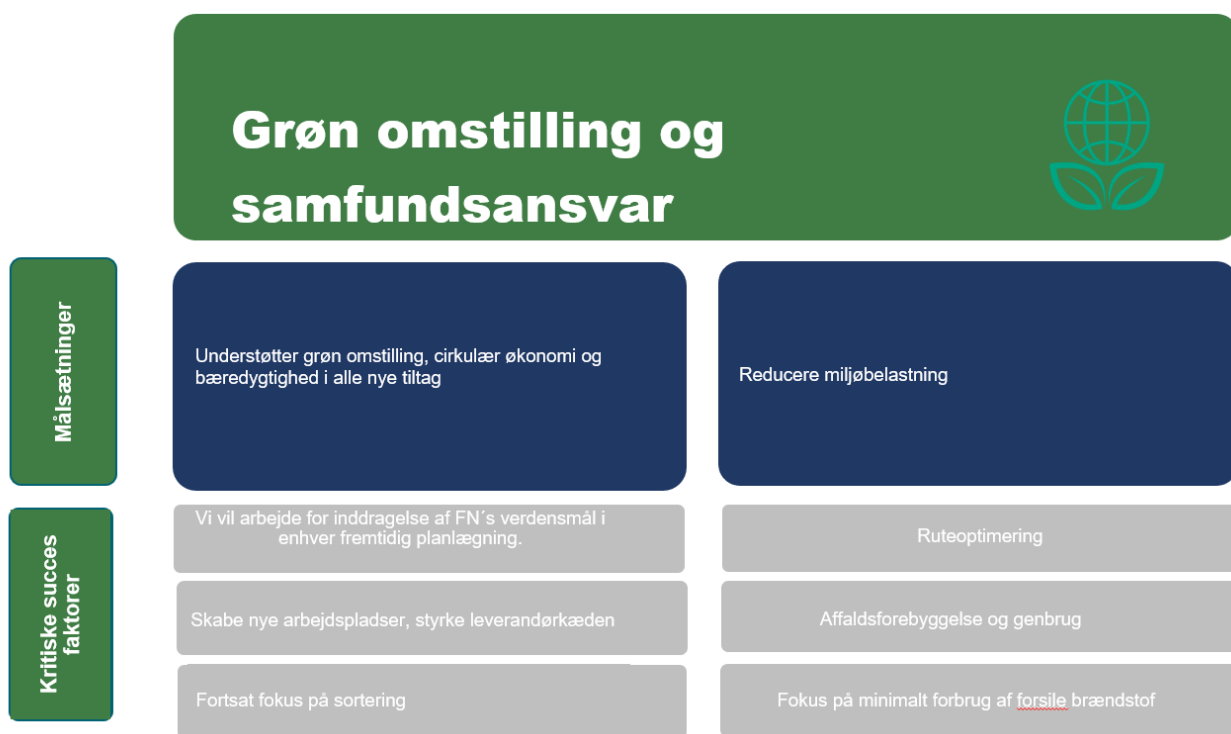 Grøn omstilling og
samfundsansvar
Målsætninger
Understøtter grøn omstilling, cirkulær økonomi og
bæredygtighed i alle nye tiltag
Reducere miljøbelastning
Kritiske succes
faktorer
Vi vil arbejde for inddragelse af FN´s verdensmål i
enhver fremtidig planlægning.
Ruteoptimering
Skabe nye arbejdspladser, styrke leverandørkæden
Affaldsforebyggelse og genbrug
Fortsat fokus på sortering
Fokus på minimalt forbrug af forsile brændstof